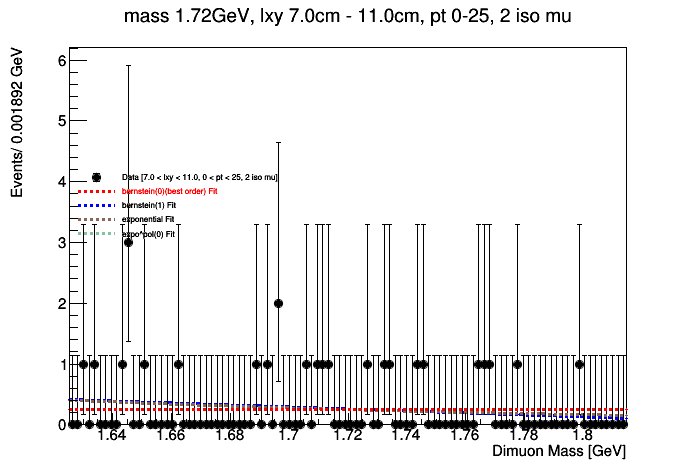 mass 1.72GeV, lxy 7.0cm - 11.0cm, pt 0-25, 2 iso mu
Events/ 0.001892 GeV
6
5
4
3
2
1
0
Data [7.0 < lxy < 11.0, 0 < pt < 25, 2 iso mu]
bernstein(0)(best order) Fit
bernstein(1) Fit
exponential Fit
expo*pol(0) Fit
1.64 1.66 1.68 1.7 1.72 1.74 1.76 1.78 1.8
Dimuon Mass [GeV]